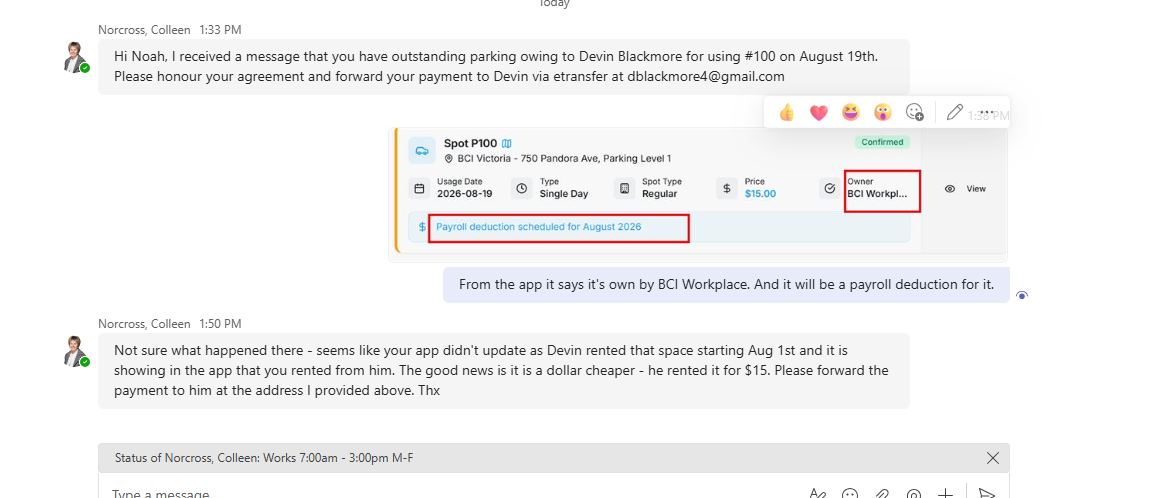 Today
Norcross, Colleen 1:33 PM
Hi Noah, I received a message that you have outstanding parking owing to Devin Blackmore for using #100 on August 19th.
Please honour your agreement and forward your payment to Devin via etransfer at dblackmore4@gmail.com
1:38 PM
Spot P100
Confirmed
BCI Victoria - 750 Pandora Ave, Parking Level 1
Usage Date
2026-08-19
Type
Single Day
Spot Type
Regular
Price
$15.00
Owner
BCI Workpl...
View
$ Payroll deduction scheduled for August 2026
From the app it says it's own by BCI Workplace. And it will be a payroll deduction for it.
Norcross, Colleen 1:50 PM
Not sure what happened there - seems like your app didn't update as Devin rented that space starting Aug 1st and it is
showing in the app that you rented from him. The good news is it is a dollar cheaper - he rented it for $15. Please forward the
payment to him at the address I provided above. Thx
Status of Norcross, Colleen: Works 7:00am - 3:00pm M-F
Type a message